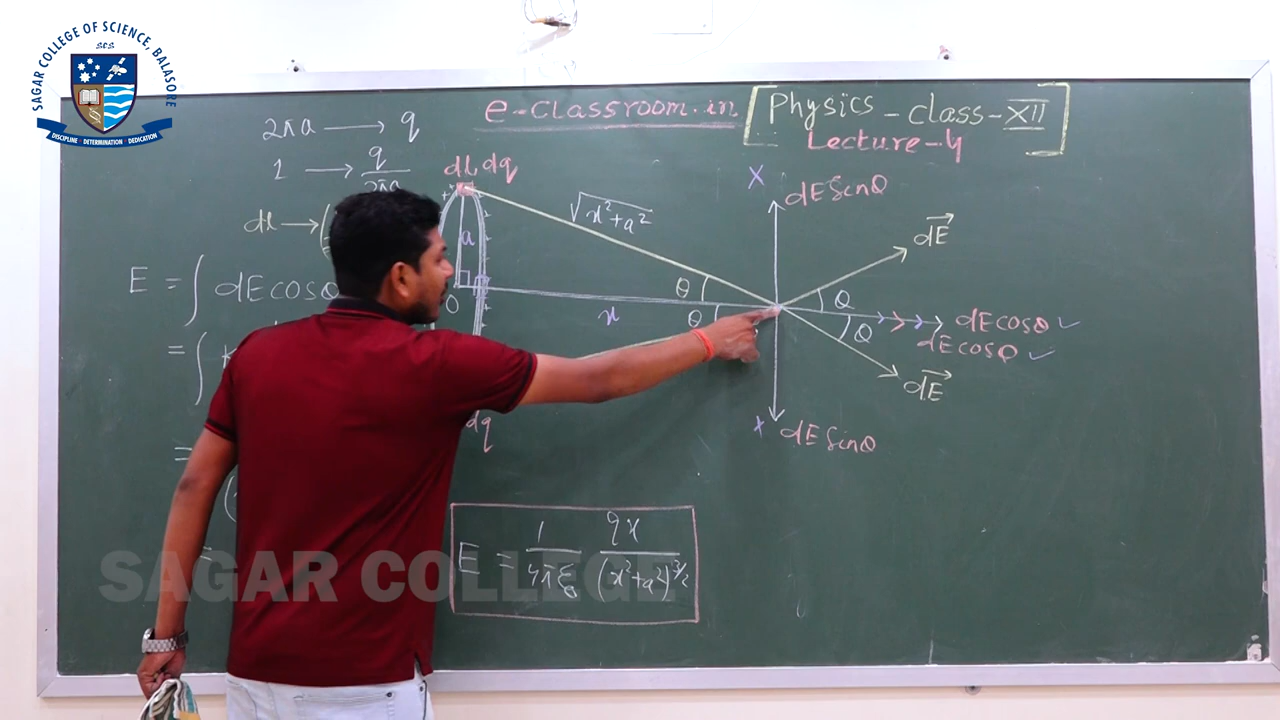 SAGAR COLLEGE OF SCIENCE, BALASORE
SCS
DISCIPLINE · DETERMINATION · DEDICATION
e-Classroom.in [Physics - class - XII]
Lecture-4
2πa → q
1 → q/2πa
dl →
E = ∫ dE cosθ
= ∫ K
=
=
dl, dq
a
O
√x²+a²
x
θ
θ
X
dE Sinθ
dE
θ
dE cosθ ✓
dE cosθ ✓
θ
dE
X dE Sinθ
dq
E = 1/4πε₀ qx/(x²+a²)^3/2
SAGAR COLLEGE